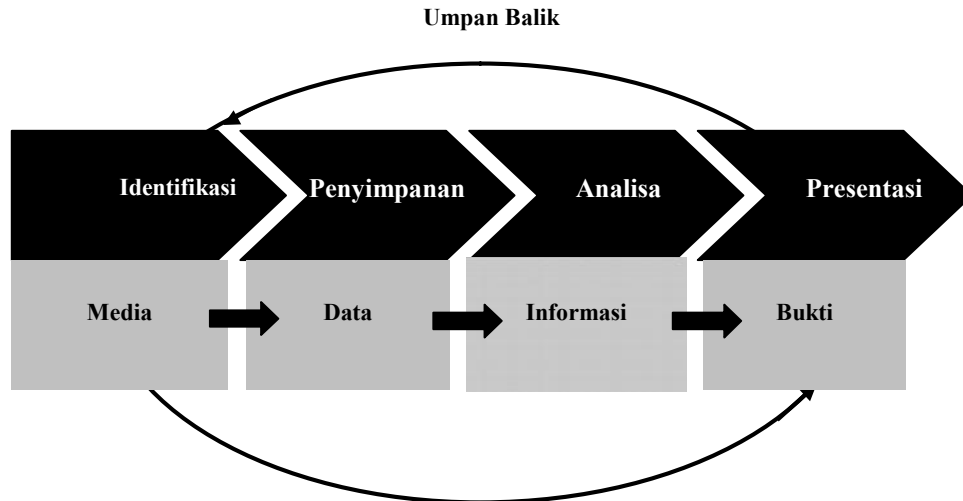 Umpan Balik
Identifikasi
Penyimpanan
Analisa
Presentasi
Media
Data
Informasi
Bukti